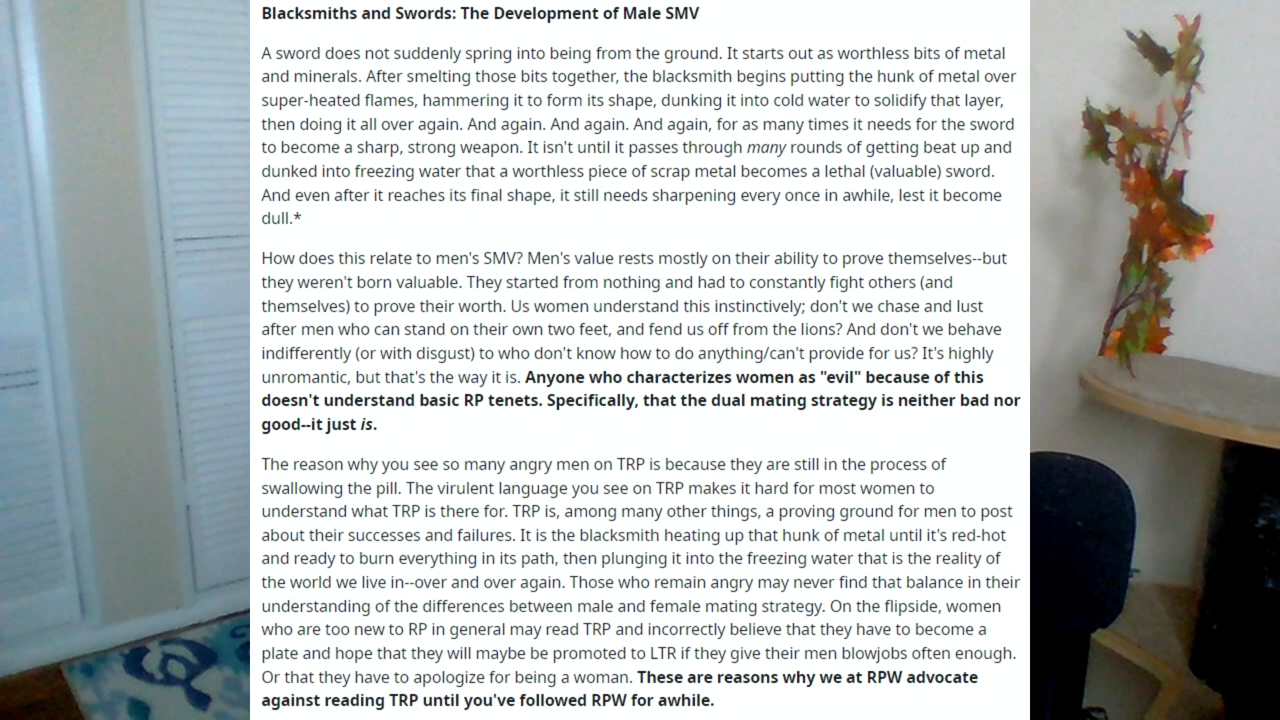 Blacksmiths and Swords: The Development of Male SMV
A sword does not suddenly spring into being from the ground. It starts out as worthless bits of metal
and minerals. After smelting those bits together, the blacksmith begins putting the hunk of metal over
super-heated flames, hammering it to form its shape, dunking it into cold water to solidify that layer,
then doing it all over again. And again. And again. And again, for as many times it needs for the sword
to become a sharp, strong weapon. It isn't until it passes through many rounds of getting beat up and
dunked into freezing water that a worthless piece of scrap metal becomes a lethal (valuable) sword.
And even after it reaches its final shape, it still needs sharpening every once in awhile, lest it become
dull.*
How does this relate to men's SMV? Men's value rests mostly on their ability to prove themselves--but
they weren't born valuable. They started from nothing and had to constantly fight others (and
themselves) to prove their worth. Us women understand this instinctively; don't we chase and lust
after men who can stand on their own two feet, and fend us off from the lions? And don't we behave
indifferently (or with disgust) to who don't know how to do anything/can't provide for us? It's highly
unromantic, but that's the way it is. Anyone who characterizes women as "evil" because of this
doesn't understand basic RP tenets. Specifically, that the dual mating strategy is neither bad nor
good--it just is.
The reason why you see so many angry men on TRP is because they are still in the process of
swallowing the pill. The virulent language you see on TRP makes it hard for most women to
understand what TRP is there for. TRP is, among many other things, a proving ground for men to post
about their successes and failures. It is the blacksmith heating up that hunk of metal until it's red-hot
and ready to burn everything in its path, then plunging it into the freezing water that is the reality of
the world we live in--over and over again. Those who remain angry may never find that balance in their
understanding of the differences between male and female mating strategy. On the flipside, women
who are too new to RP in general may read TRP and incorrectly believe that they have to become a
plate and hope that they will maybe be promoted to LTR if they give their men blowjobs often enough.
Or that they have to apologize for being a woman. These are reasons why we at RPW advocate
against reading TRP until you've followed RPW for awhile.